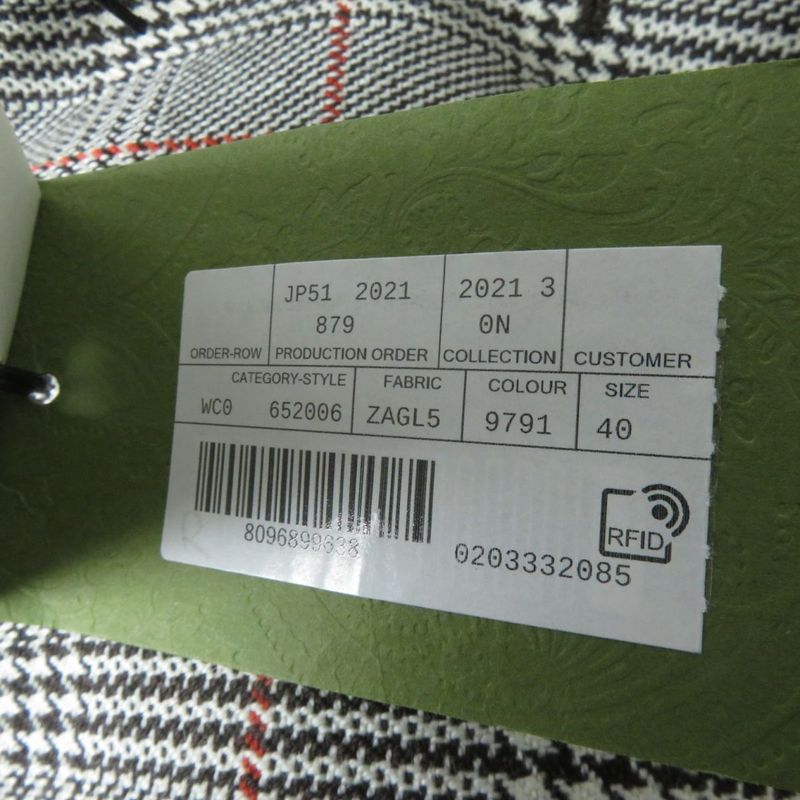 JP51 2021
879
2021 3
0N
ORDER-ROW PRODUCTION ORDER COLLECTION CUSTOMER
CATEGORY-STYLE FABRIC COLOUR SIZE
WC0 652006 ZAGL5 9791 40
8096899638
0203332085
RFID
R